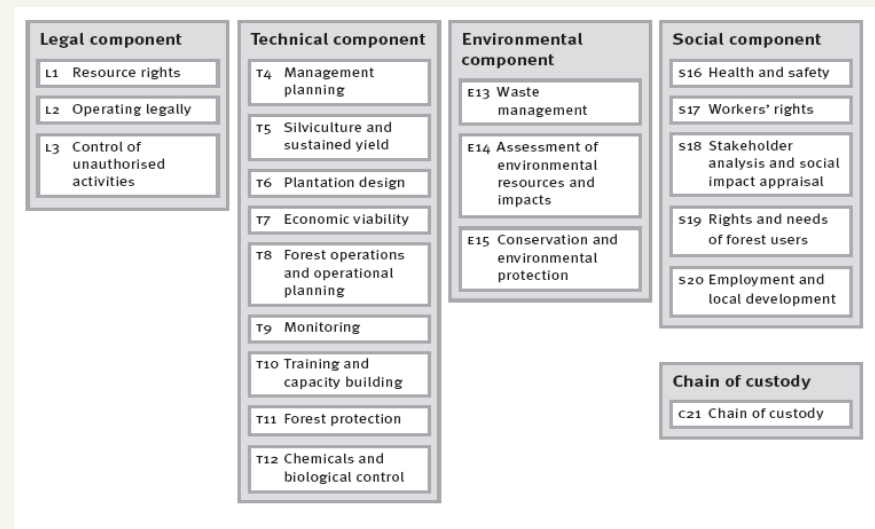 Legal component
L1 Resource rights
L2 Operating legally
L3 Control of
unauthorised
activities
Technical component
T4 Management
planning
T5 Silviculture and
sustained yield
T6 Plantation design
T7 Economic viability
T8 Forest operations
and operational
planning
T9 Monitoring
T10 Training and
capacity building
T11 Forest protection
T12 Chemicals and
biological control
Environmental
component
E13 Waste
management
E14 Assessment of
environmental
resources and
impacts
E15 Conservation and
environmental
protection
Social component
S16 Health and safety
S17 Workers' rights
S18 Stakeholder
analysis and social
impact appraisal
S19 Rights and needs
of forest users
S20 Employment and
local development
Chain of custody
C21 Chain of custody